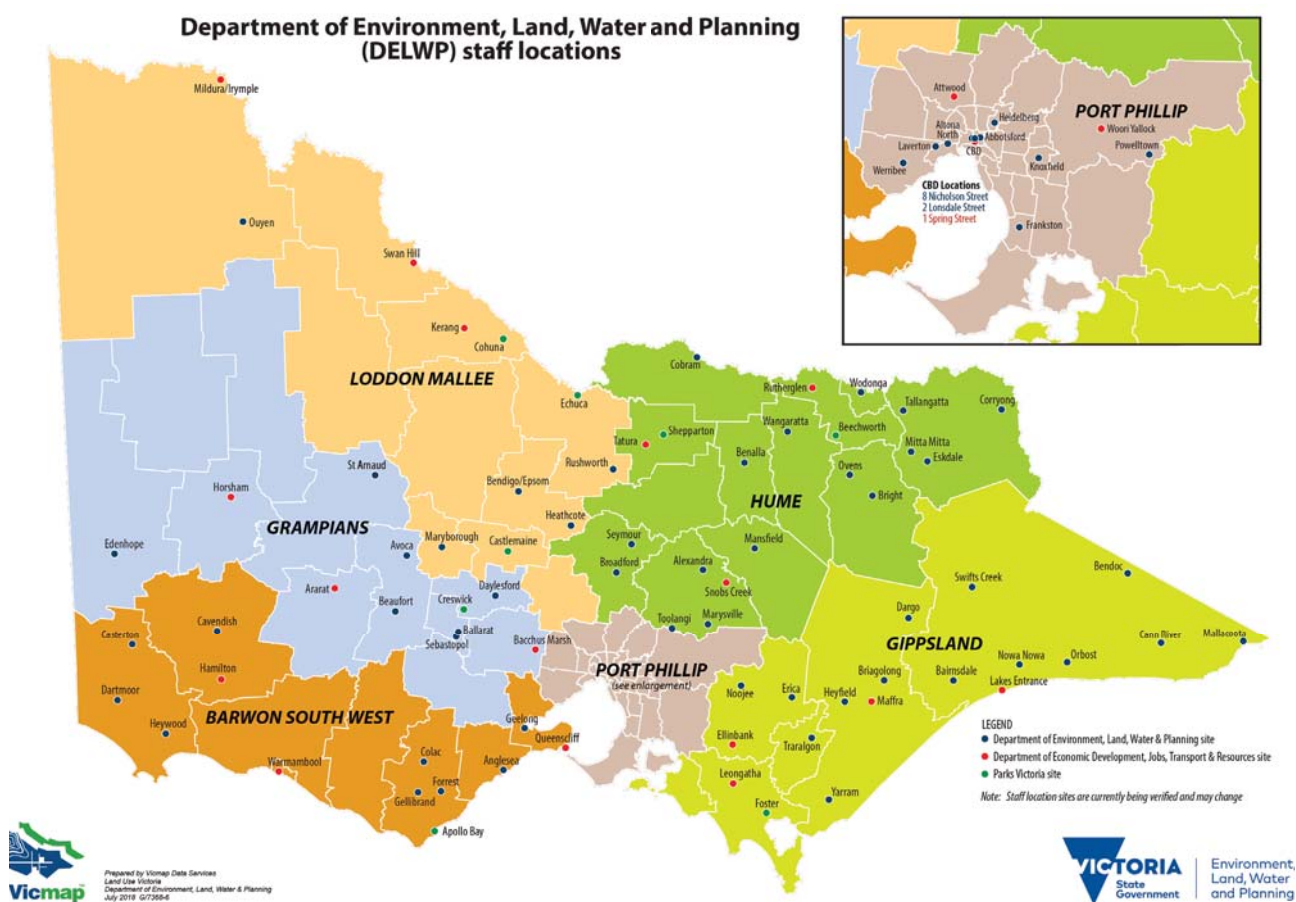 Department of Environment, Land, Water and Planning
(DELWP) staff locations
Mildura/Irymple
Ouyen
Swan Hill
Kerang
Cohuna
LODDON MALLEE
Echuca
Rushworth
Bendigo/Epsom
Heathcote
Maryborough
Castlemaine
St Arnaud
Horsham
GRAMPIANS
Edenhope
Avoca
Ararat
Beaufort
Creswick
Daylesford
Ballarat
Sebastopol
Bacchus Marsh
Cavendish
Casterton
Hamilton
Dartmoor
Heywood
BARWON SOUTH WEST
Warrnambool
Geelong
Queenscliff
Colac
Anglesea
Forrest
Gellibrand
Apollo Bay
Cobram
Rutherglen
Wodonga
Tallangatta
Corryong
Wangaratta
Beechworth
Shepparton
Tatura
Mitta Mitta
Eskdale
Benalla
Ovens
Bright
HUME
Seymour
Mansfield
Broadford
Alexandra
Snobs Creek
Toolangi
Marysville
PORT PHILLIP
(see enlargement)
Bendoc
Swifts Creek
Dargo
GIPPSLAND
Cann River
Mallacoota
Nowa Nowa
Orbost
Bairnsdale
Lakes Entrance
Briagolong
Noojee
Erica
Heyfield
Maffra
Ellinbank
Traralgon
Leongatha
Foster
Yarram
Attwood
PORT PHILLIP
Heidelberg
Woori Yallock
Altona
North
Abbotsford
Laverton
CBD
Powelltown
Werribee
Knoxfield
CBD Locations
8 Nicholson Street
2 Lonsdale Street
1 Spring Street
Frankston
LEGEND
Department of Environment, Land, Water & Planning site
Department of Economic Development, Jobs, Transport & Resources site
Parks Victoria site
Note: Staff location sites are currently being verified and may change
Vicmap
Prepared by Vicmap Data Services
Land Use Victoria
Department of Environment, Land, Water & Planning
July 2016 G/7368-6
VICTORIA
State
Government
Environment,
Land, Water
and Planning